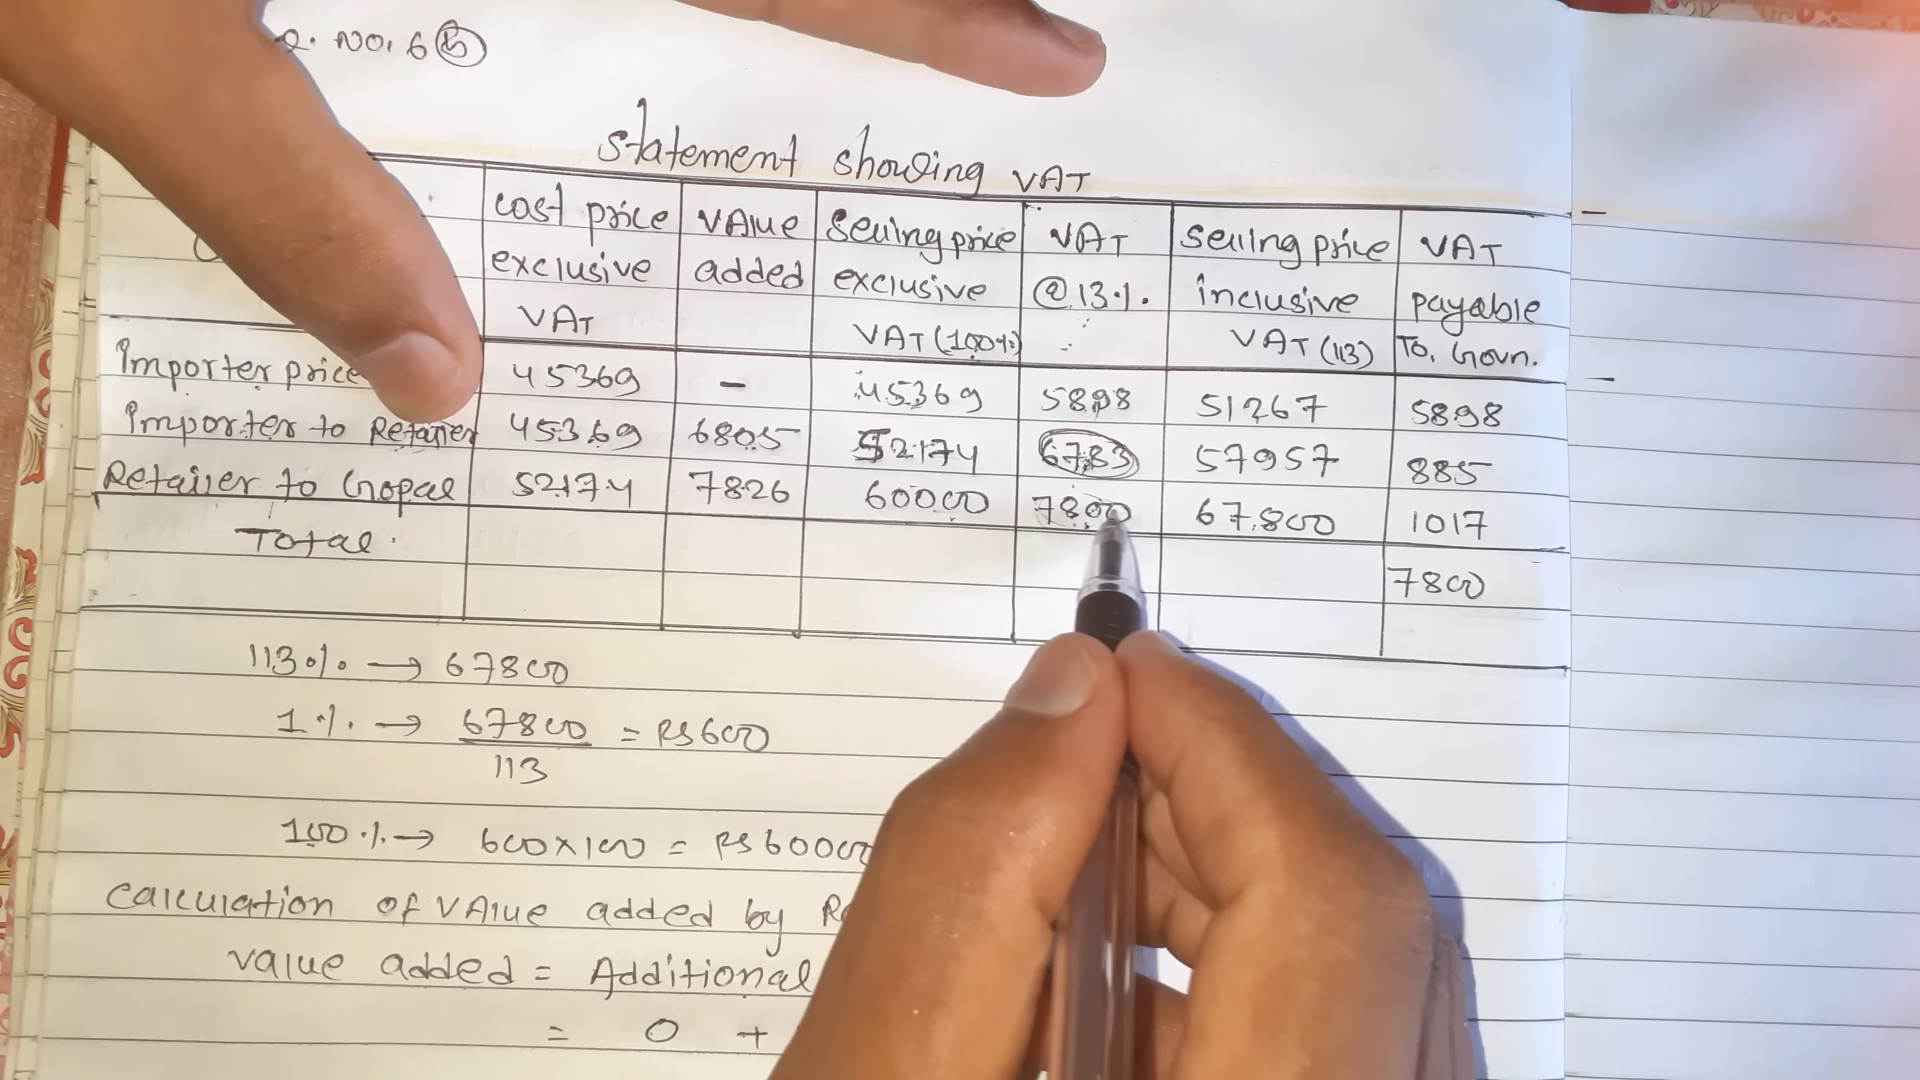 Q. NO. 6 (b)
Statement showing VAT
cost price exclusive VAT | value added | Selling price exclusive VAT (100%) | VAT @ 13%. | Selling price inclusive VAT (113) | VAT payable To. Govn.
Importer price | 45369 | - | 45369 | 5898 | 51267 | 5898
Importer to Retailer | 45369 | 6805 | 52174 | 6783 | 57957 | 885
Retailer to Gopal | 52174 | 7826 | 60000 | 7800 | 67,800 | 1017
Total. | 7800
113% → 67800
1% → 67800 / 113 = RS 600
100% → 600 x 100 = RS 60000
Calculation of value added by
value added = Additional
= 0 +